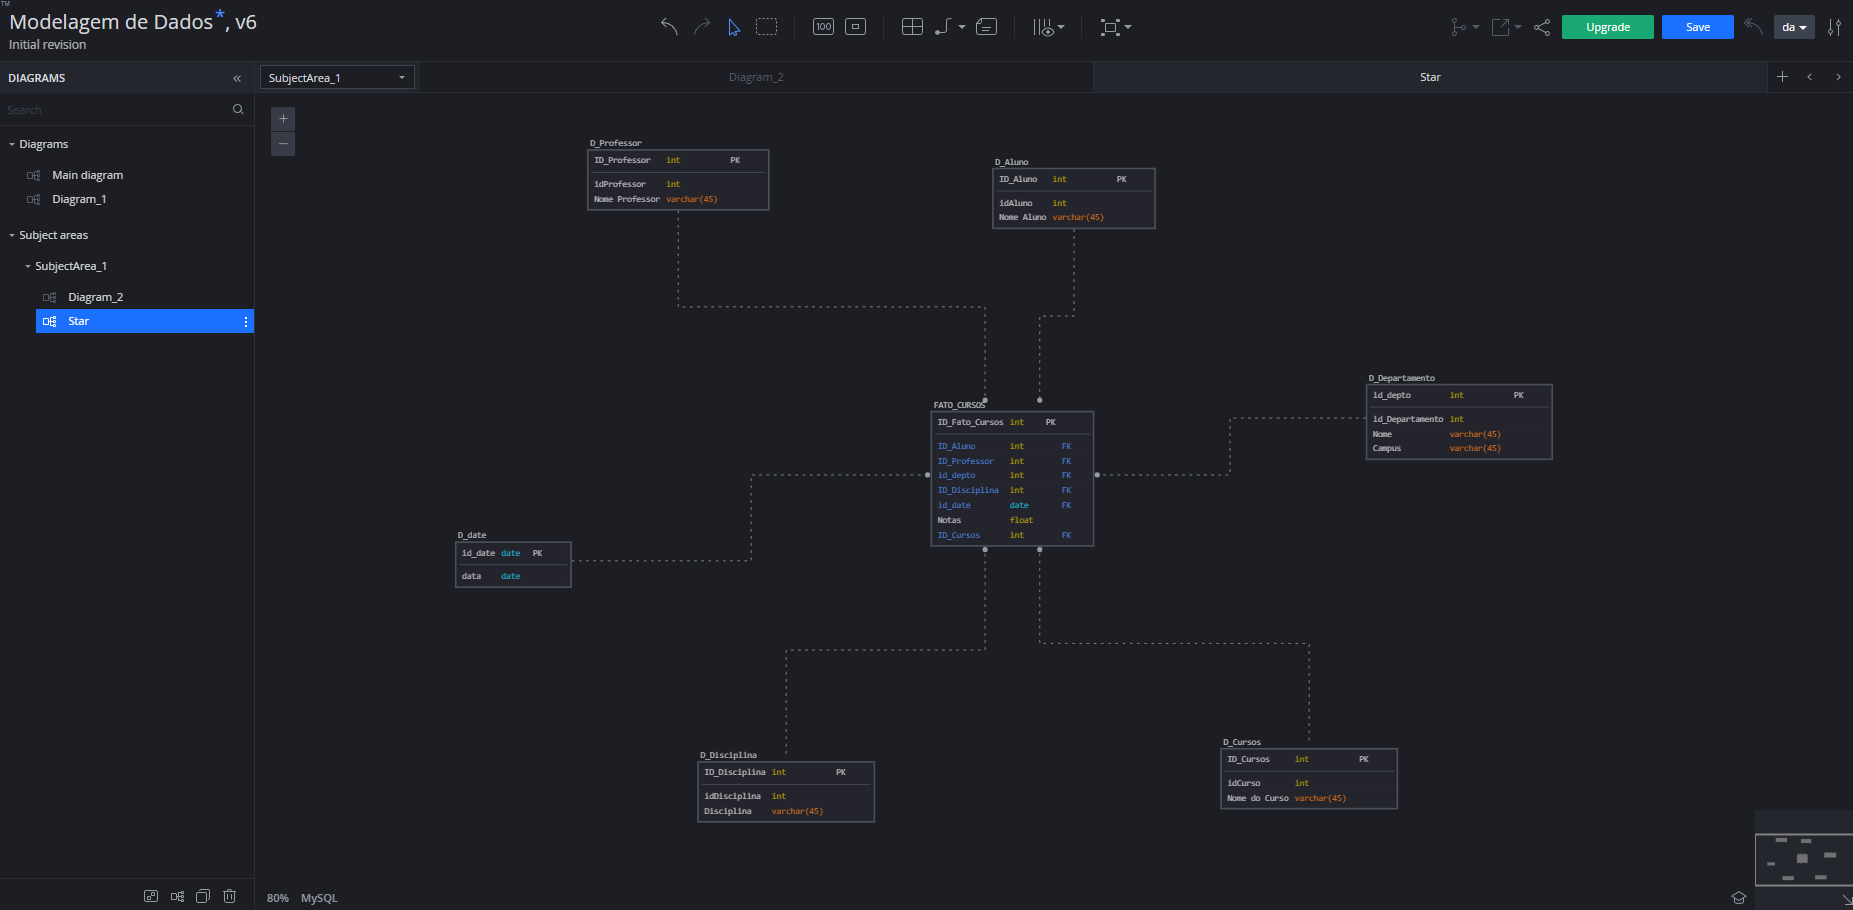 TM
Modelagem de Dados*, v6
Initial revision
100
Upgrade
Save
da
DIAGRAMS
SubjectArea_1
Diagram_2
Star
Search
Diagrams
Main diagram
Diagram_1
Subject areas
SubjectArea_1
Diagram_2
Star
D_Professor
ID_Professor int PK
idProfessor int
Nome Professor varchar(45)
D_Aluno
ID_Aluno int PK
idAluno int
Nome Aluno varchar(45)
D_Departamento
id_depto int PK
id_Departamento int
Nome varchar(45)
Campus varchar(45)
FATO_CURSOS
ID_Fato_Cursos int PK
ID_Aluno int FK
ID_Professor int FK
id_depto int FK
ID_Disciplina int FK
id_date date FK
Notas float
ID_Cursos int FK
D_date
id_date date PK
data date
D_Disciplina
ID_Disciplina int PK
idDisciplina int
Disciplina varchar(45)
D_Cursos
ID_Cursos int PK
idCurso int
Nome do Curso varchar(45)
80% MySQL